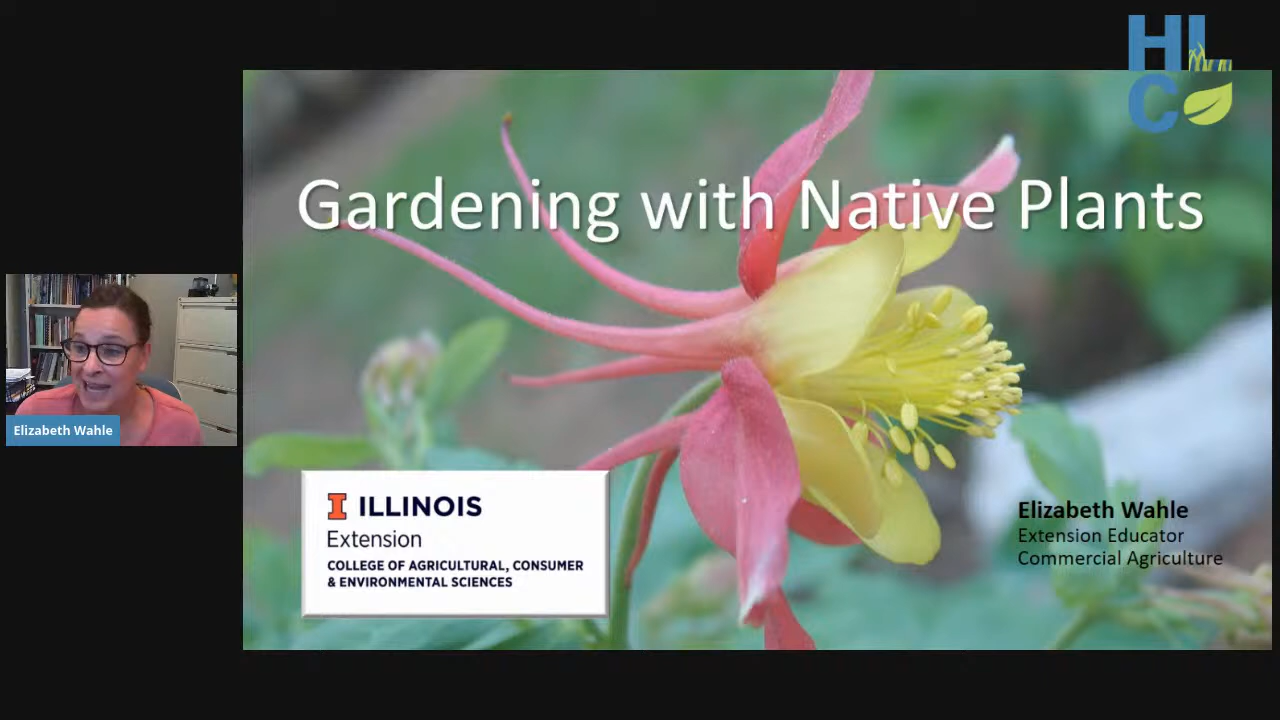 HL
C
Gardening with Native Plants
Elizabeth Wahle
I ILLINOIS
Extension
COLLEGE OF AGRICULTURAL, CONSUMER
& ENVIRONMENTAL SCIENCES
Elizabeth Wahle
Extension Educator
Commercial Agriculture